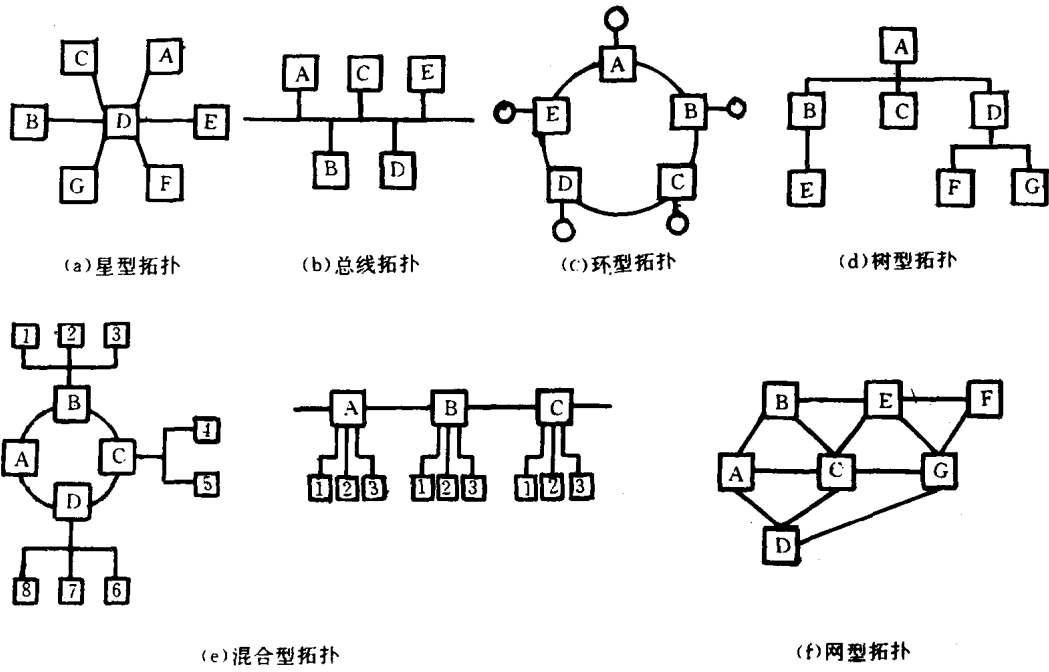 C A
B D E
G F
(a)星型拓扑
A C E
B D
(b)总线拓扑
A
E B
D C
(C)环型拓扑
A
B C D
E F G
(d)树型拓扑
1 2 3
B
A C 4
5
D
8 7 6
A B C
1 2 3 1 2 3 1 2 3
(e)混合型拓扑
B E F
A C G
D
(f)网型拓扑